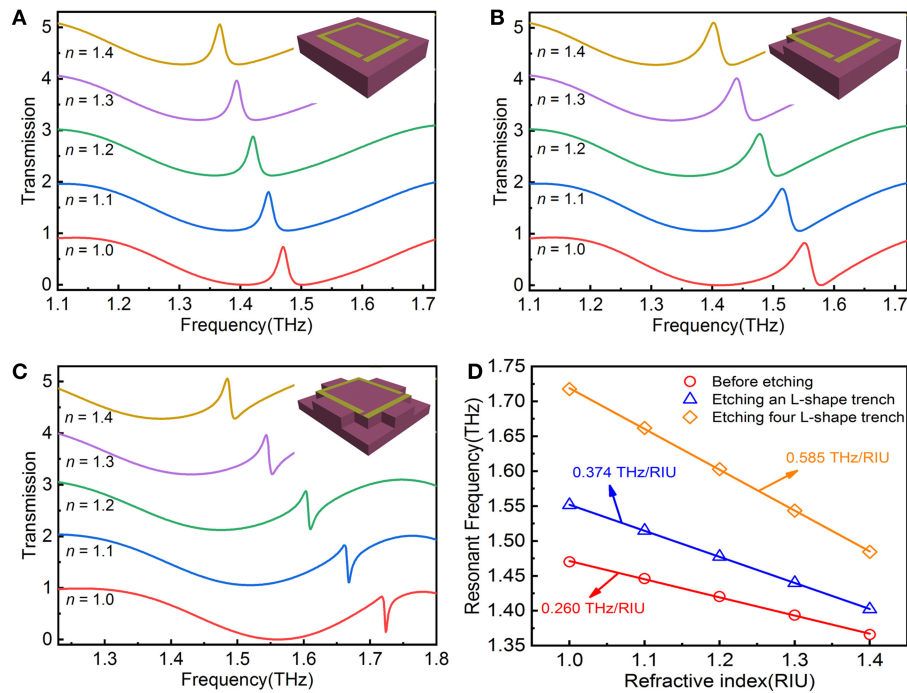 A
Transmission
5
4
3
2
1
0
n = 1.4
n = 1.3
n = 1.2
n = 1.1
n = 1.0
1.1 1.2 1.3 1.4 1.5 1.6 1.7
Frequency(THz)
B
Transmission
5
4
3
2
1
0
n = 1.4
n = 1.3
n = 1.2
n = 1.1
n = 1.0
1.1 1.2 1.3 1.4 1.5 1.6 1.7
Frequency(THz)
C
Transmission
5
4
3
2
1
0
n = 1.4
n = 1.3
n = 1.2
n = 1.1
n = 1.0
1.3 1.4 1.5 1.6 1.7 1.8
Frequency(THz)
D
Resonant Frequency(THz)
1.75
1.70
1.65
1.60
1.55
1.50
1.45
1.40
1.35
Before etching
Etching an L-shape trench
Etching four L-shape trench
0.585 THz/RIU
0.374 THz/RIU
0.260 THz/RIU
1.0 1.1 1.2 1.3 1.4
Refractive index(RIU)